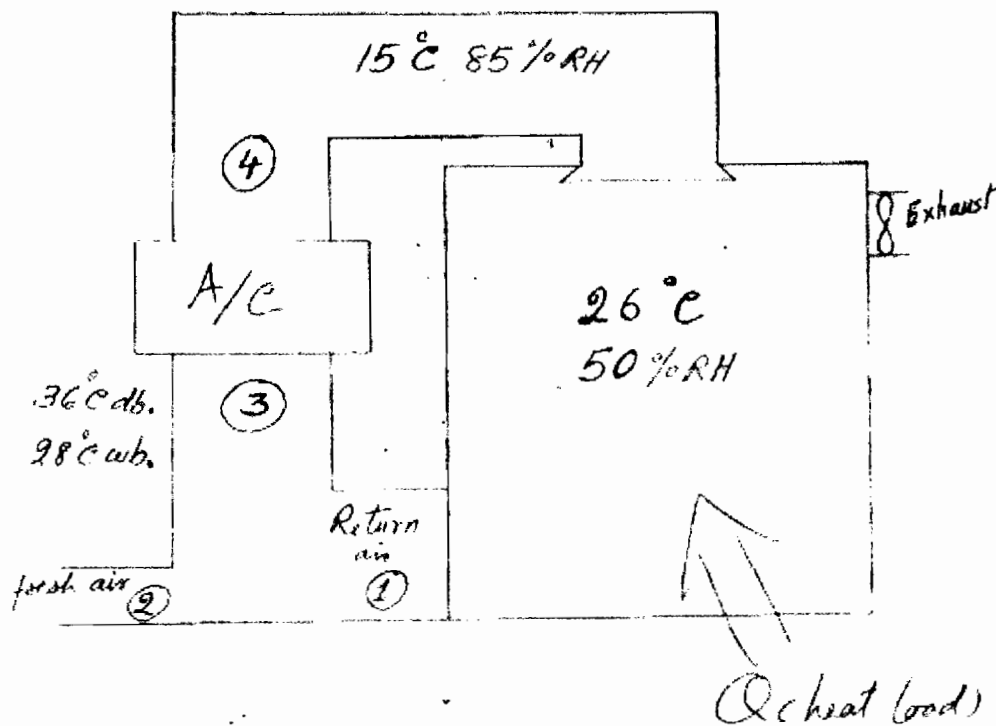 15°C 85%RH
4
Exhaust
A/C
26°C
50%RH
36°C db.
28°C wb.
3
Return
air
1
fresh air
2
Q (heat load)